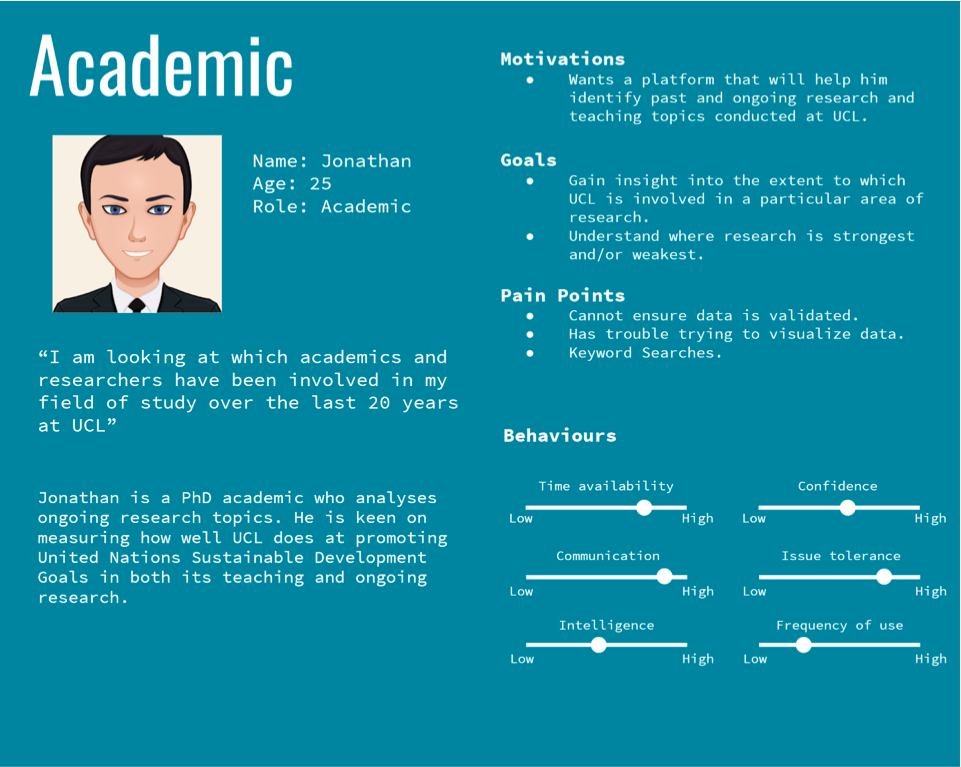 Academic
Name: Jonathan
Age: 25
Role: Academic
“I am looking at which academics and
researchers have been involved in my
field of study over the last 20 years
at UCL”
Jonathan is a PhD academic who analyses
ongoing research topics. He is keen on
measuring how well UCL does at promoting
United Nations Sustainable Development
Goals in both its teaching and ongoing
research.
Motivations
● Wants a platform that will help him
identify past and ongoing research and
teaching topics conducted at UCL.
Goals
● Gain insight into the extent to which
UCL is involved in a particular area of
research.
● Understand where research is strongest
and/or weakest.
Pain Points
● Cannot ensure data is validated.
● Has trouble trying to visualize data.
● Keyword Searches.
Behaviours
Time availability
Low High
Confidence
Low High
Communication
Low High
Issue tolerance
Low High
Intelligence
Low High
Frequency of use
Low High